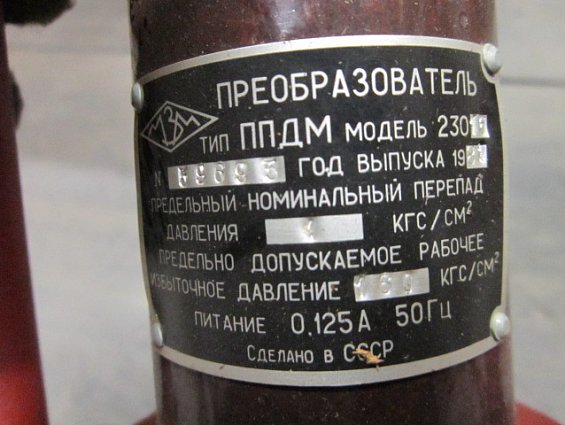 МЗМ
ПРЕОБРАЗОВАТЕЛЬ
ТИП ППДМ МОДЕЛЬ
N ГОД ВЫПУСКА
ПРЕДЕЛЬНЫЙ НОМИНАЛЬНЫЙ ПЕРЕПАД
ДАВЛЕНИЯ КГС/СМ²
ПРЕДЕЛЬНО ДОПУСКАЕМОЕ РАБОЧЕЕ
ИЗБЫТОЧНОЕ ДАВЛЕНИЕ КГС/СМ²
ПИТАНИЕ 0,125А 50ГЦ
СДЕЛАНО В СССР